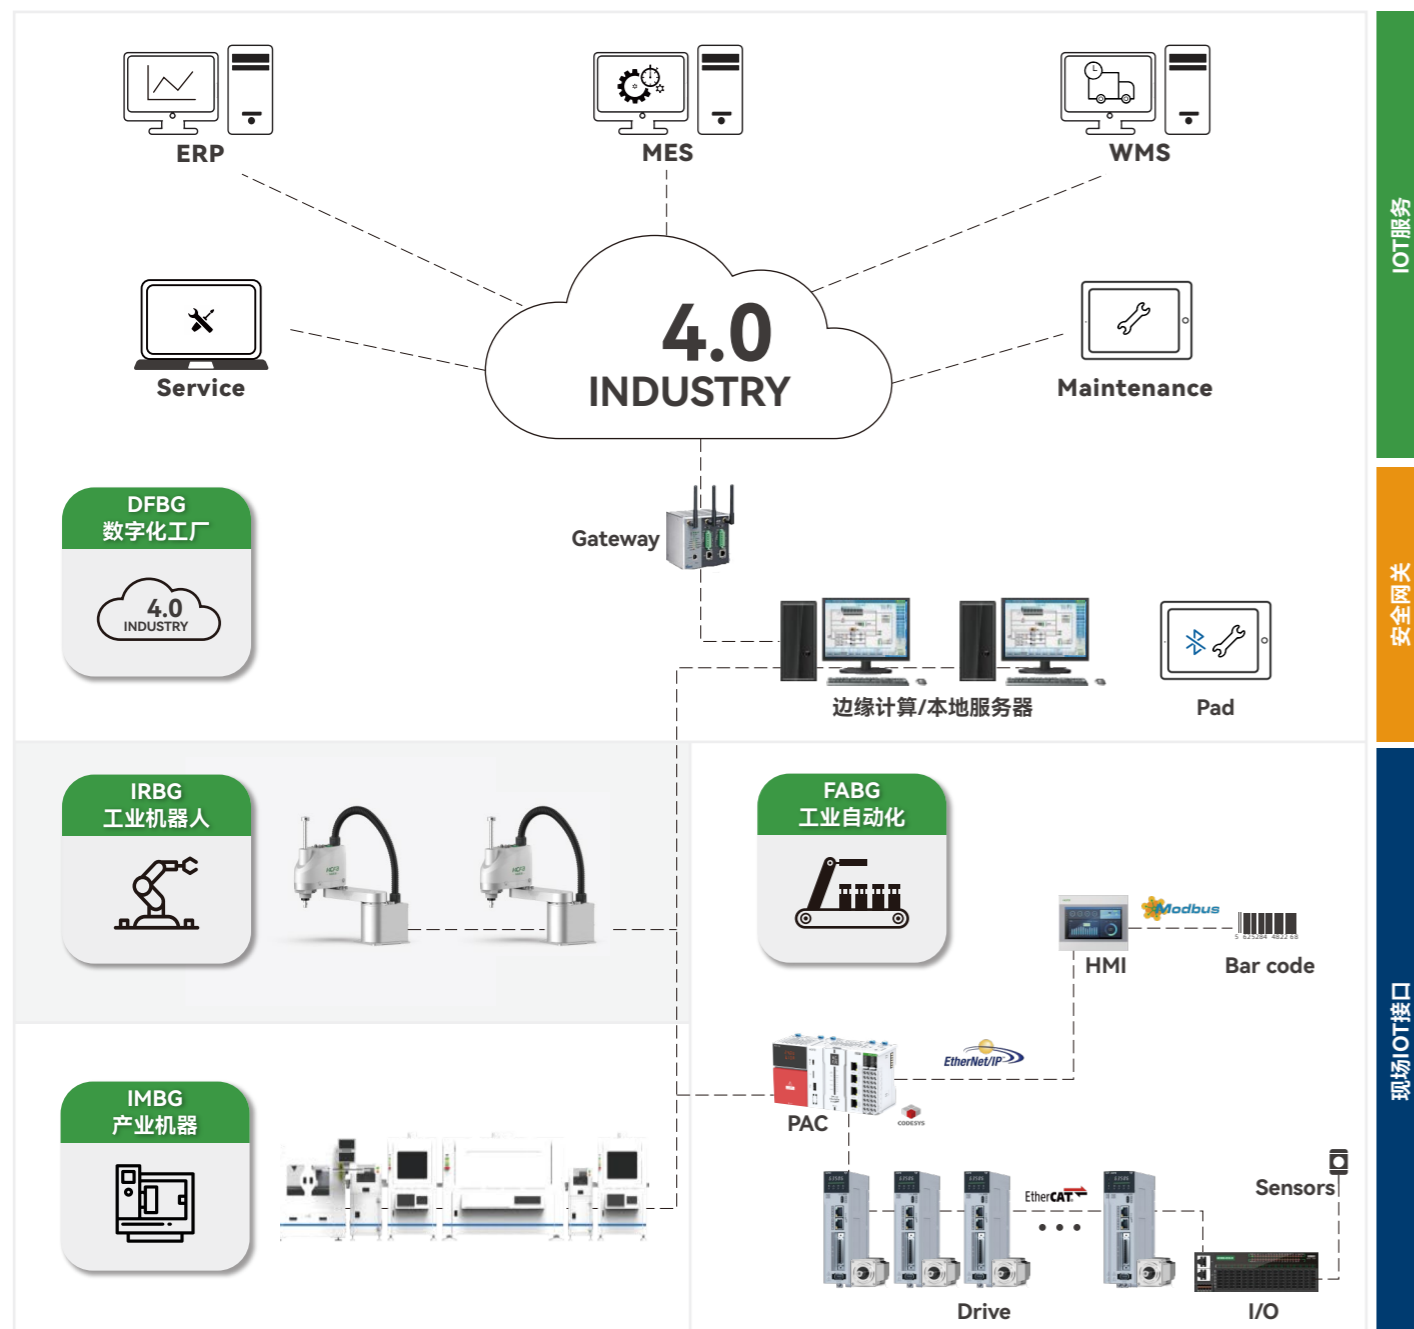 ERP
MES
WMS
IOT服务
4.0
INDUSTRY
Service
Maintenance
DFBG
数字化工厂
4.0
INDUSTRY
Gateway
安全网关
边缘计算/本地服务器
Pad
IRBG
工业机器人
HCFA
HCFA
FABG
工业自动化
Modbus
HMI
Bar code
现场IOT接口
EtherNet/IP
PAC
CODESYS
IMBG
产业机器
EtherCAT
Sensors
Drive
I/O